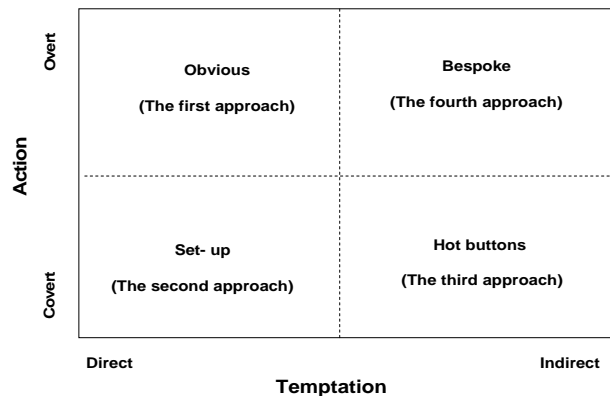 Overt
Obvious
(The first approach)
Bespoke
(The fourth approach)
Action
Set- up
(The second approach)
Hot buttons
(The third approach)
Covert
Direct
Indirect
Temptation